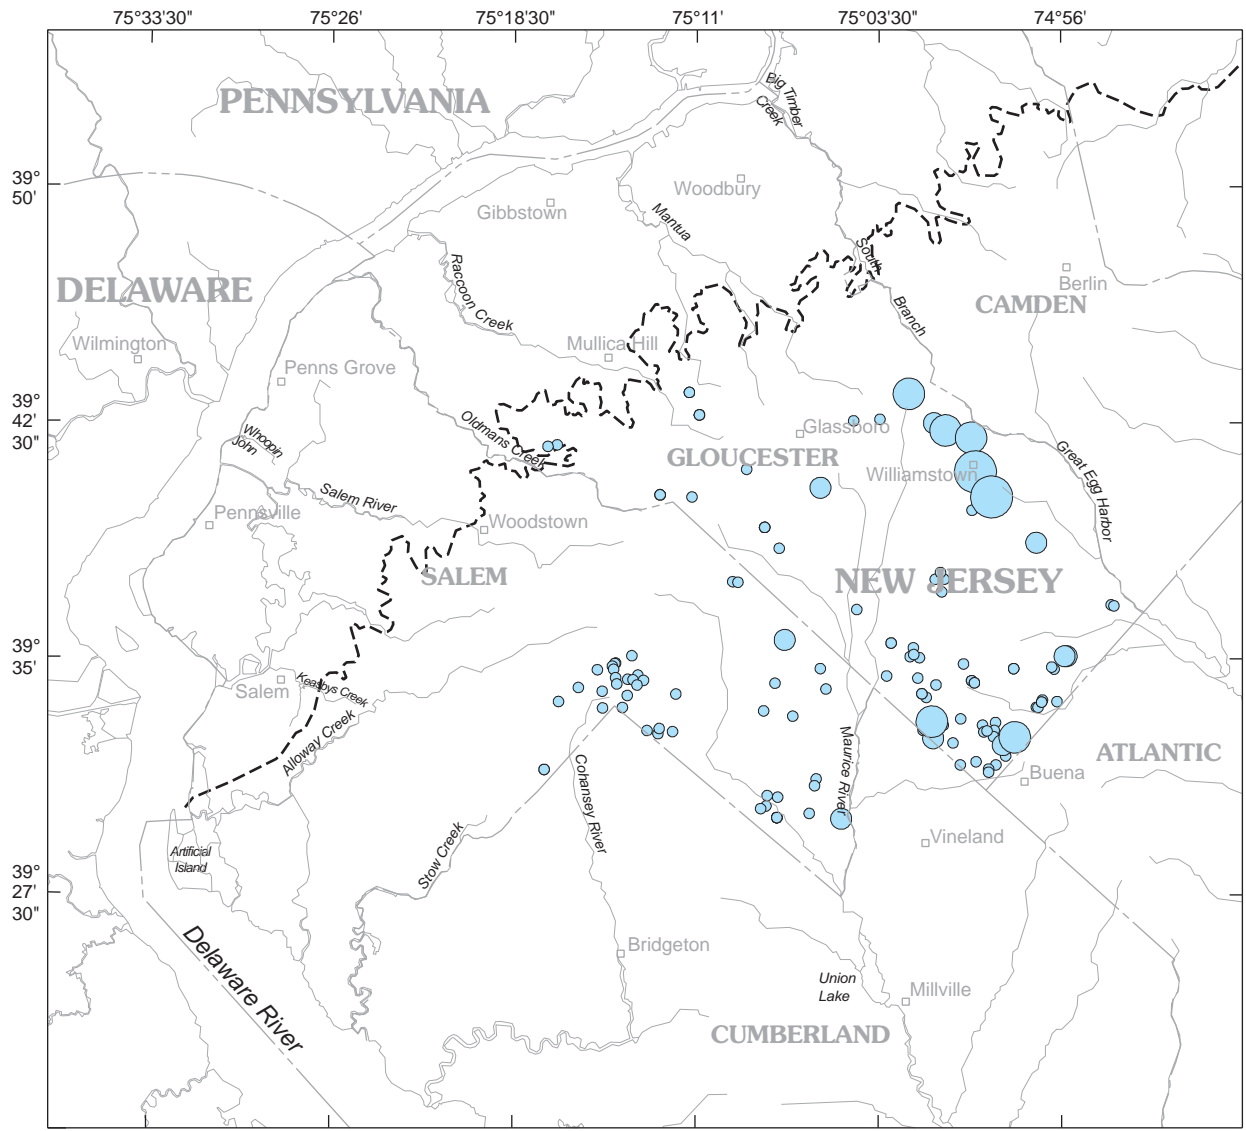 75°33'30"
75°26'
75°18'30"
75°11'
75°03'30"
74°56'
PENNSYLVANIA
Big Timber
Creek
39°
50'
Woodbury
Gibbstown
Mantua
South
Raccoon Creek
DELAWARE
Berlin
CAMDEN
Branch
Wilmington
Mullica Hill
Penns Grove
39°
42'
30"
Oldmans Creek
Glassboro
Whoopin
John
GLOUCESTER
Williamstown
Great Egg Harbor
Salem River
Pennsville
Woodstown
SALEM
NEW JERSEY
39°
35'
Salem
Keasbys Creek
Alloway Creek
Maurice River
ATLANTIC
Cohansey River
Buena
Stow Creek
Vineland
Artificial
Island
39°
27'
30"
Delaware River
Bridgeton
Union
Lake
Millville
CUMBERLAND